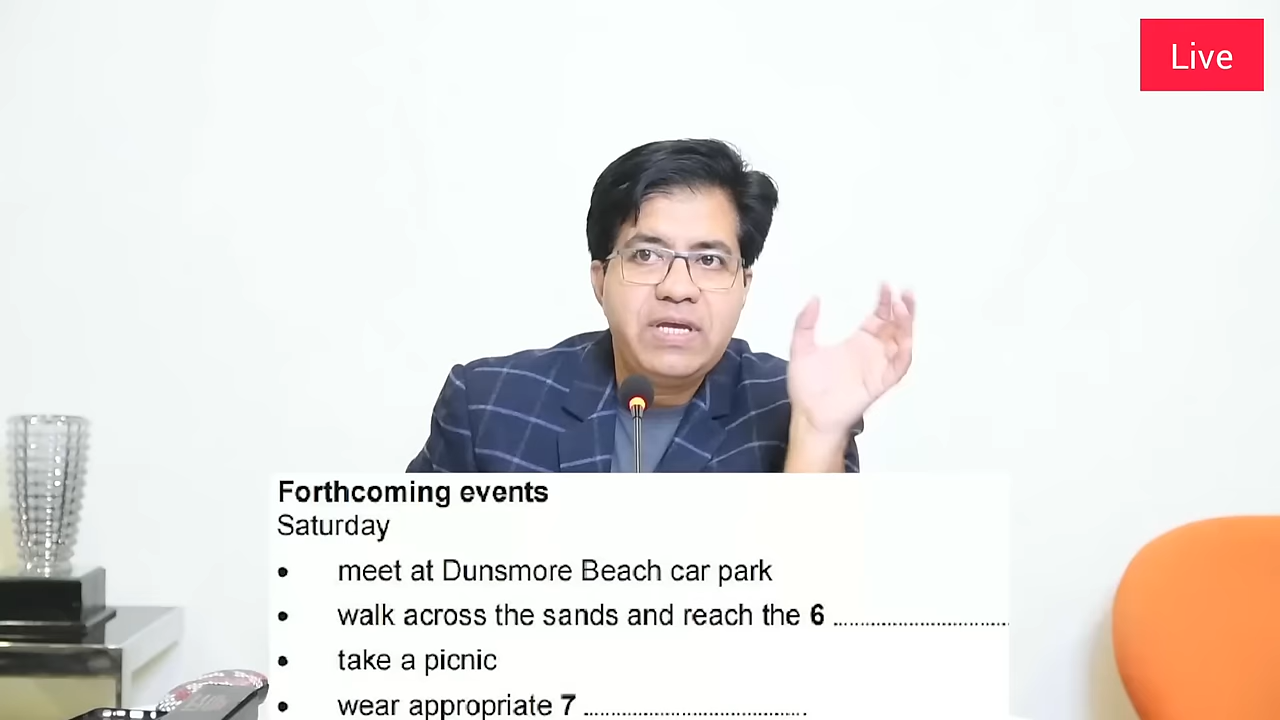 Live
Forthcoming events
Saturday
• meet at Dunsmore Beach car park
• walk across the sands and reach the 6 ................................
• take a picnic
• wear appropriate 7 ................................